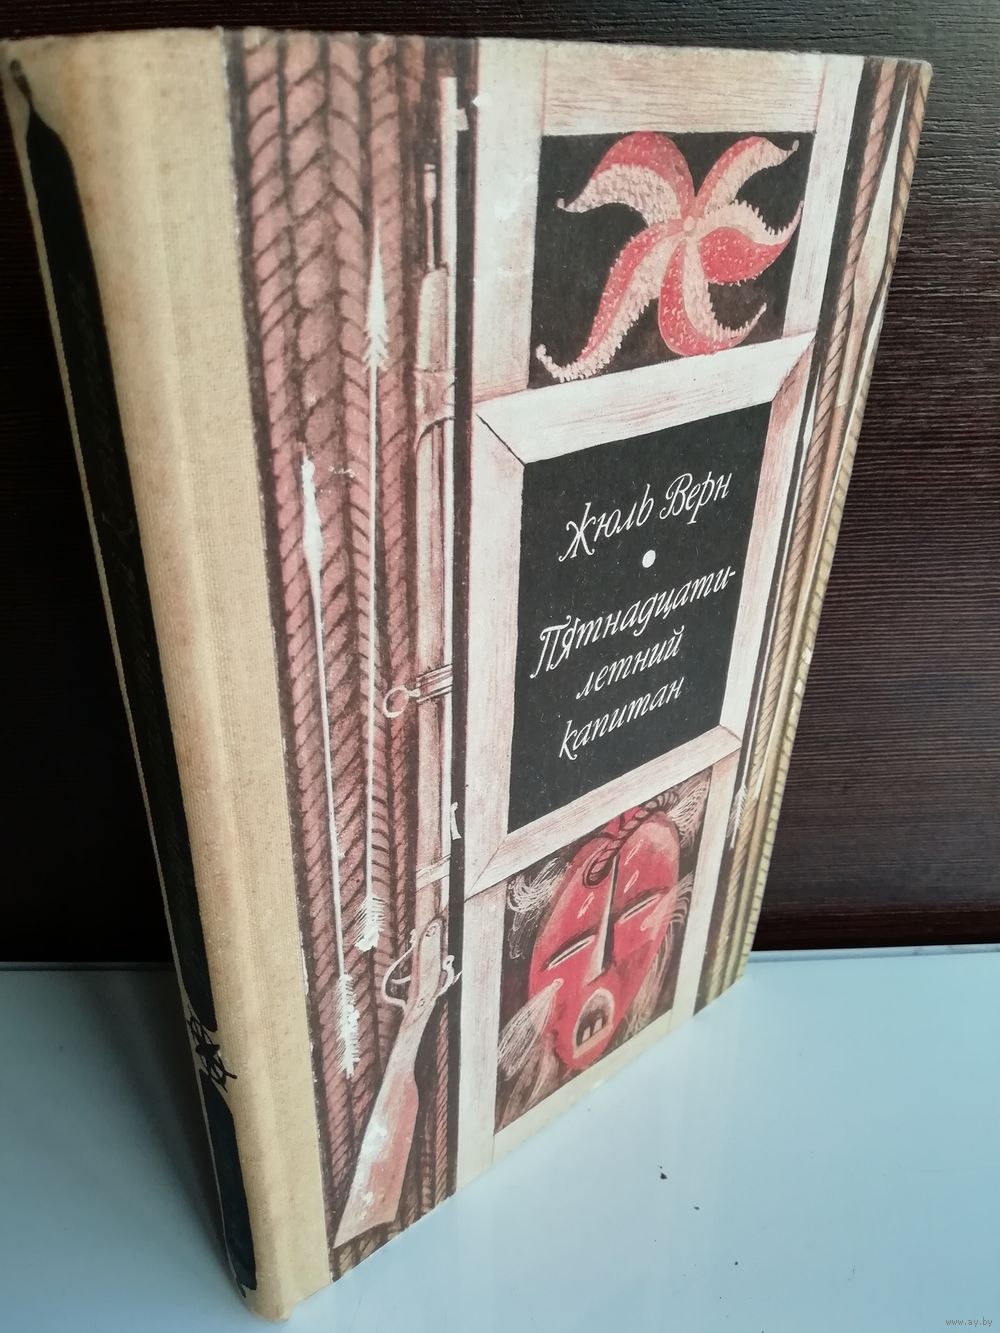 Жюль Верн
Пятнадцати-
летний
капитан
www.ay.by